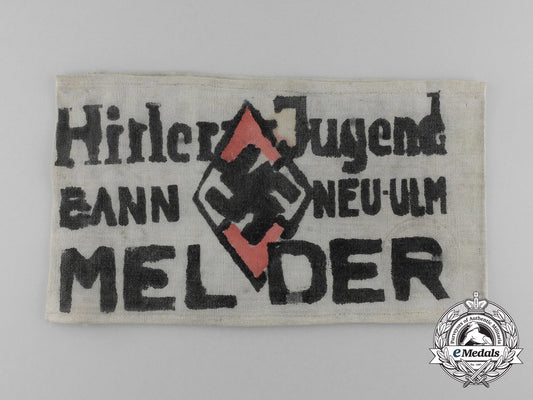 Hitler Jugend
BANN NEU-ULM
MELDER
eMedals